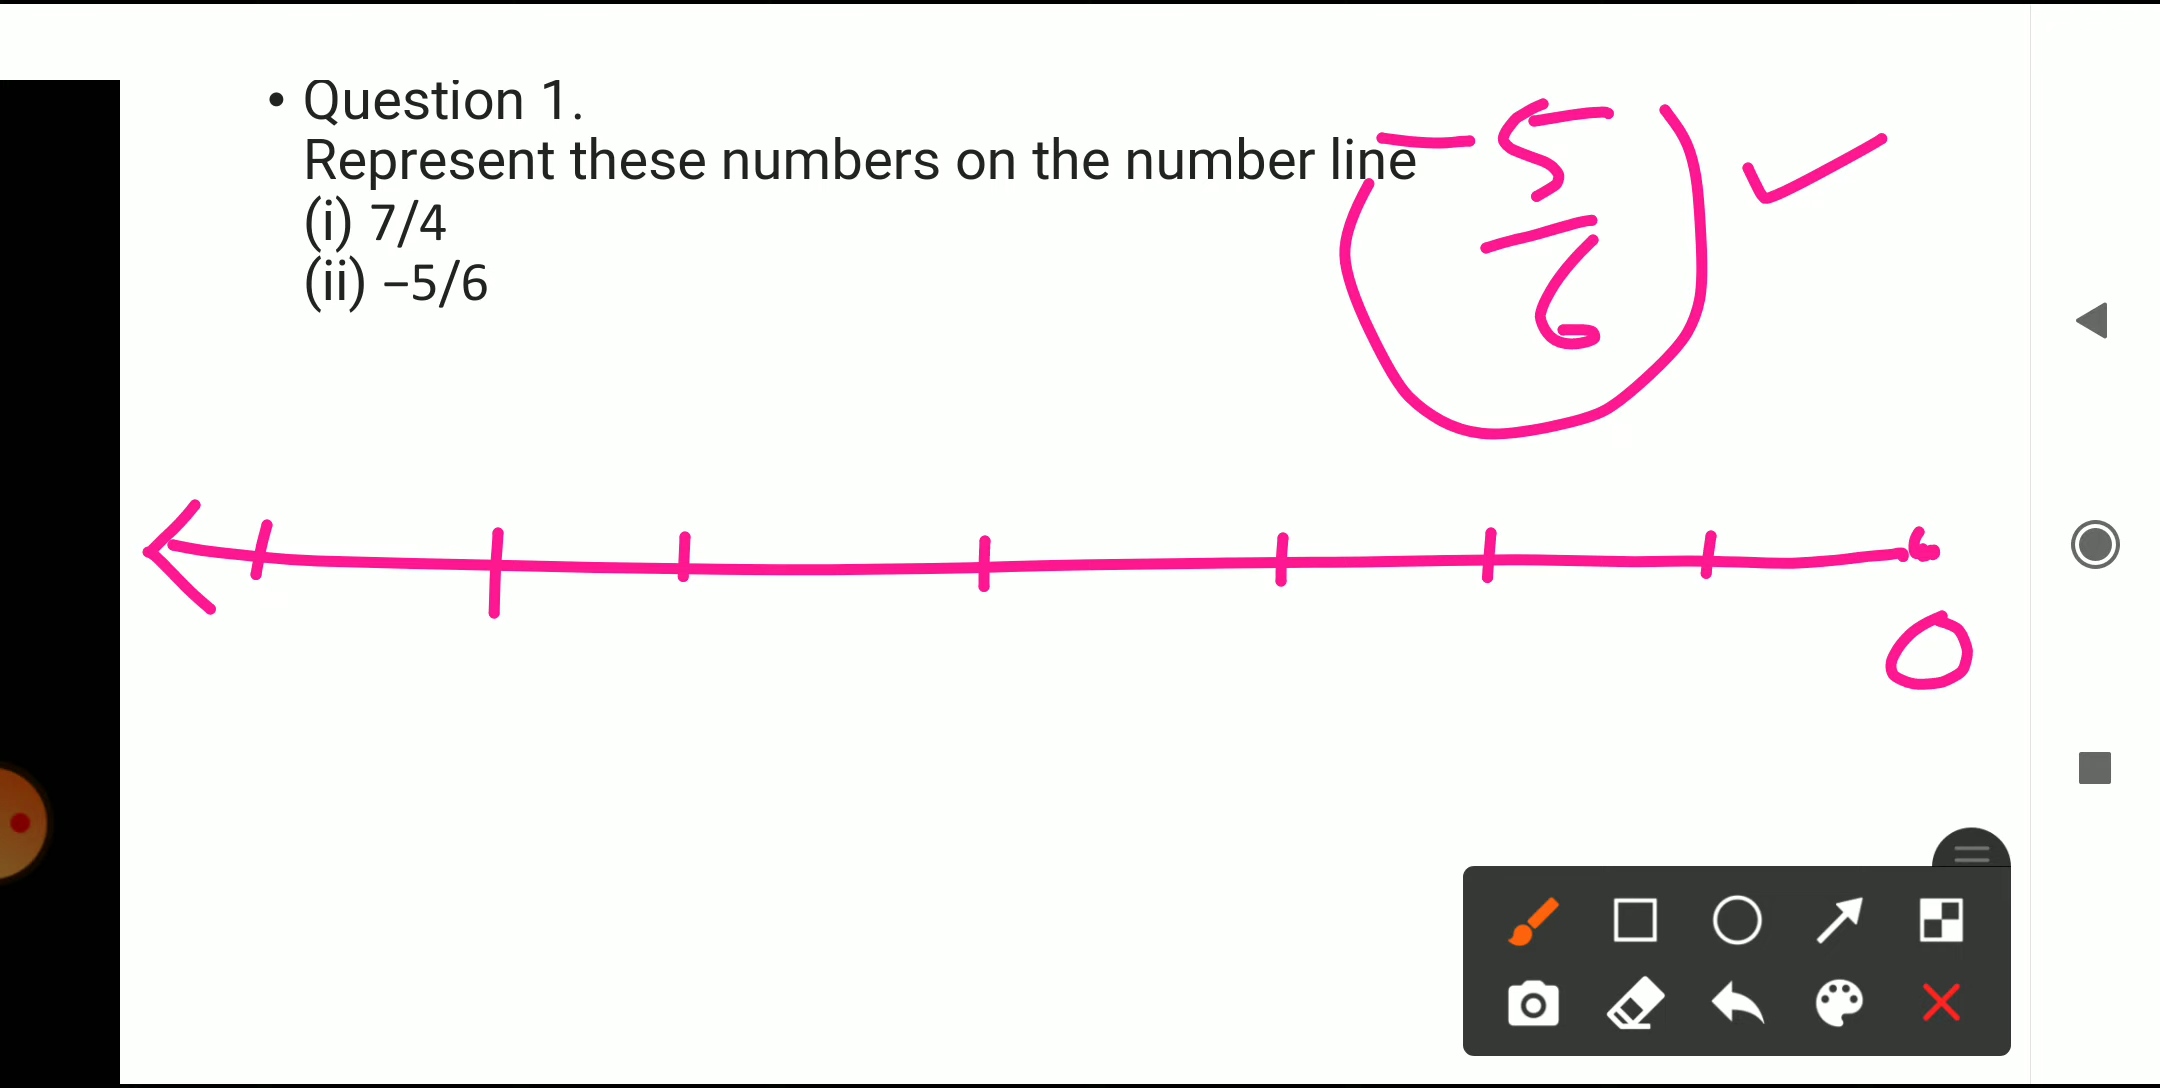 • Question 1.
Represent these numbers on the number line
(i) 7/4
(ii) –5/6
–5
6
0